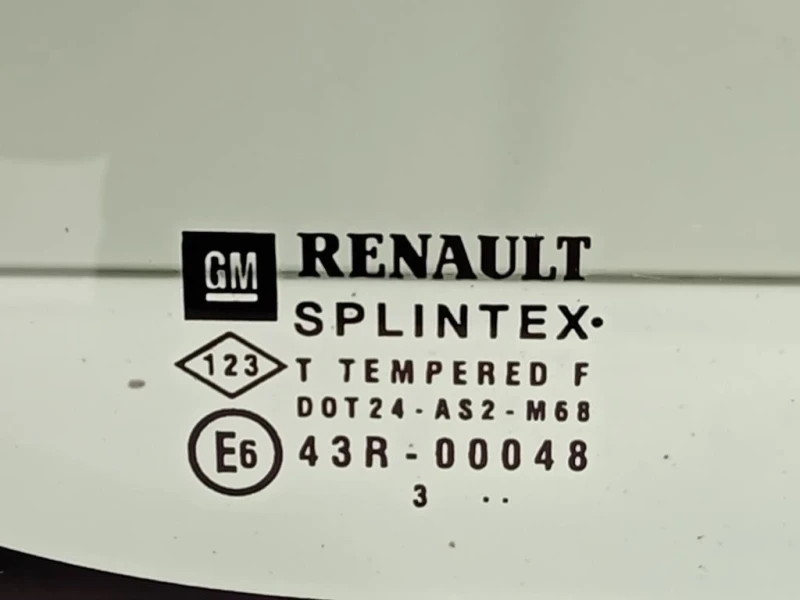 GM RENAULT
SPLINTEX·
123 T TEMPERED F
DOT24-AS2-M68
E6 43R-00048
3 ..